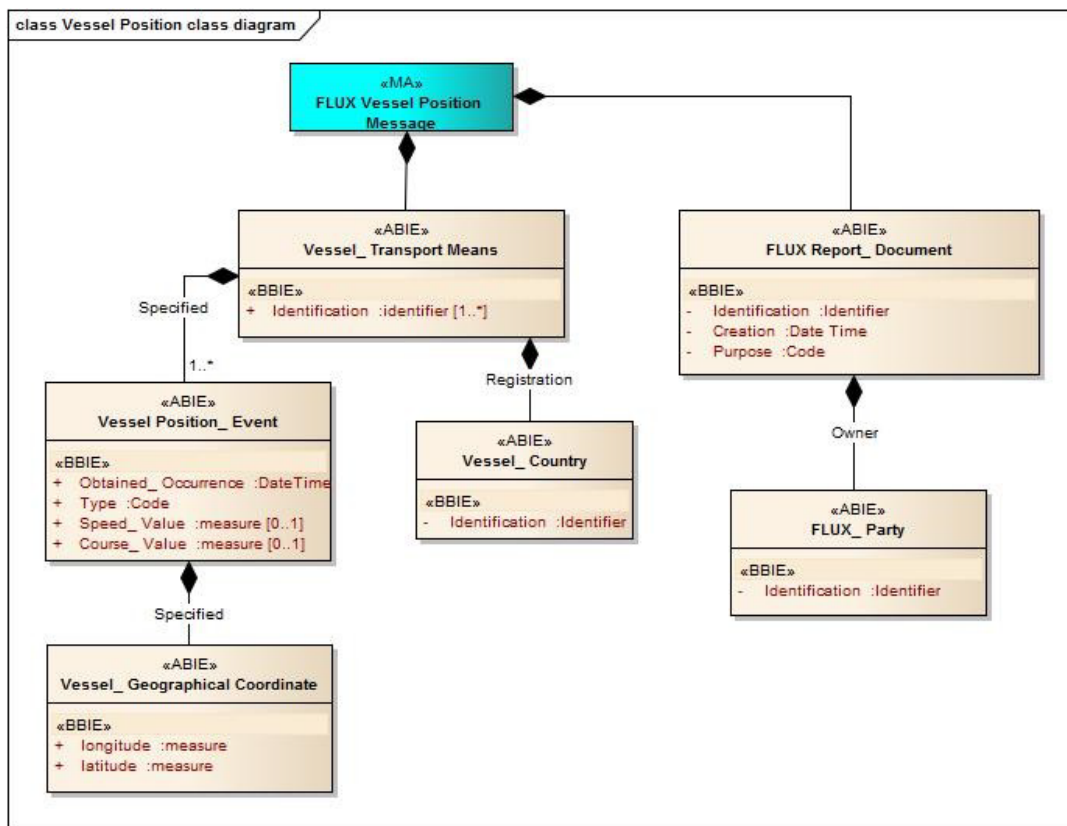 class Vessel Position class diagram
«MA»
FLUX Vessel Position
Message
«ABIE»
Vessel_ Transport Means
«BBIE»
+ Identification :identifier [1..*]
«ABIE»
FLUX Report_ Document
«BBIE»
- Identification :Identifier
- Creation :Date Time
- Purpose :Code
Specified
1..*
Registration
Owner
«ABIE»
Vessel Position_ Event
«BBIE»
+ Obtained_ Occurrence :DateTime
+ Type :Code
+ Speed_ Value :measure [0..1]
+ Course_ Value :measure [0..1]
«ABIE»
Vessel_ Country
«BBIE»
- Identification :Identifier
«ABIE»
FLUX_ Party
«BBIE»
- Identification :Identifier
Specified
«ABIE»
Vessel_ Geographical Coordinate
«BBIE»
+ longitude :measure
+ latitude :measure